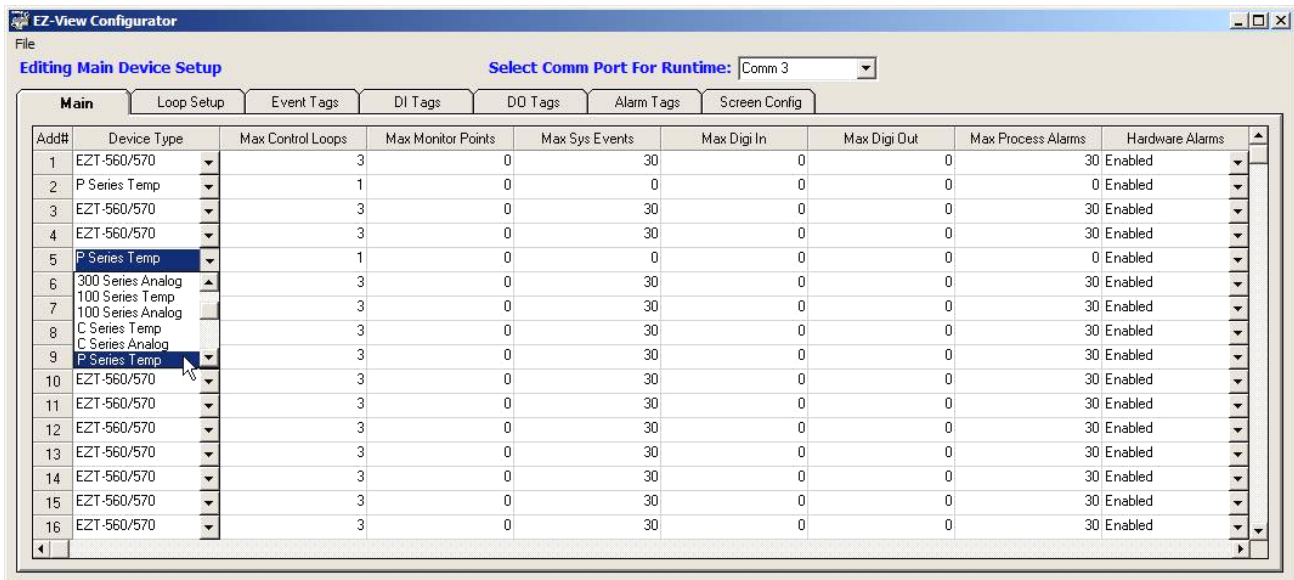 EZ-View Configurator
File
Editing Main Device Setup Select Comm Port For Runtime: Comm 3
Main Loop Setup Event Tags DI Tags DO Tags Alarm Tags Screen Config
Add# Device Type Max Control Loops Max Monitor Points Max Sys Events Max Digi In Max Digi Out Max Process Alarms Hardware Alarms
1 EZT-560/570 3 0 30 0 0 30 Enabled
2 P Series Temp 1 0 0 0 0 0 Enabled
3 EZT-560/570 3 0 30 0 0 30 Enabled
4 EZT-560/570 3 0 30 0 0 30 Enabled
5 P Series Temp 1 0 0 0 0 0 Enabled
6 300 Series Analog 3 0 30 0 0 30 Enabled
100 Series Temp
7 100 Series Analog 3 0 30 0 0 30 Enabled
8 C Series Temp 3 0 30 0 0 30 Enabled
C Series Analog
9 P Series Temp 3 0 30 0 0 30 Enabled
10 EZT-560/570 3 0 30 0 0 30 Enabled
11 EZT-560/570 3 0 30 0 0 30 Enabled
12 EZT-560/570 3 0 30 0 0 30 Enabled
13 EZT-560/570 3 0 30 0 0 30 Enabled
14 EZT-560/570 3 0 30 0 0 30 Enabled
15 EZT-560/570 3 0 30 0 0 30 Enabled
16 EZT-560/570 3 0 30 0 0 30 Enabled